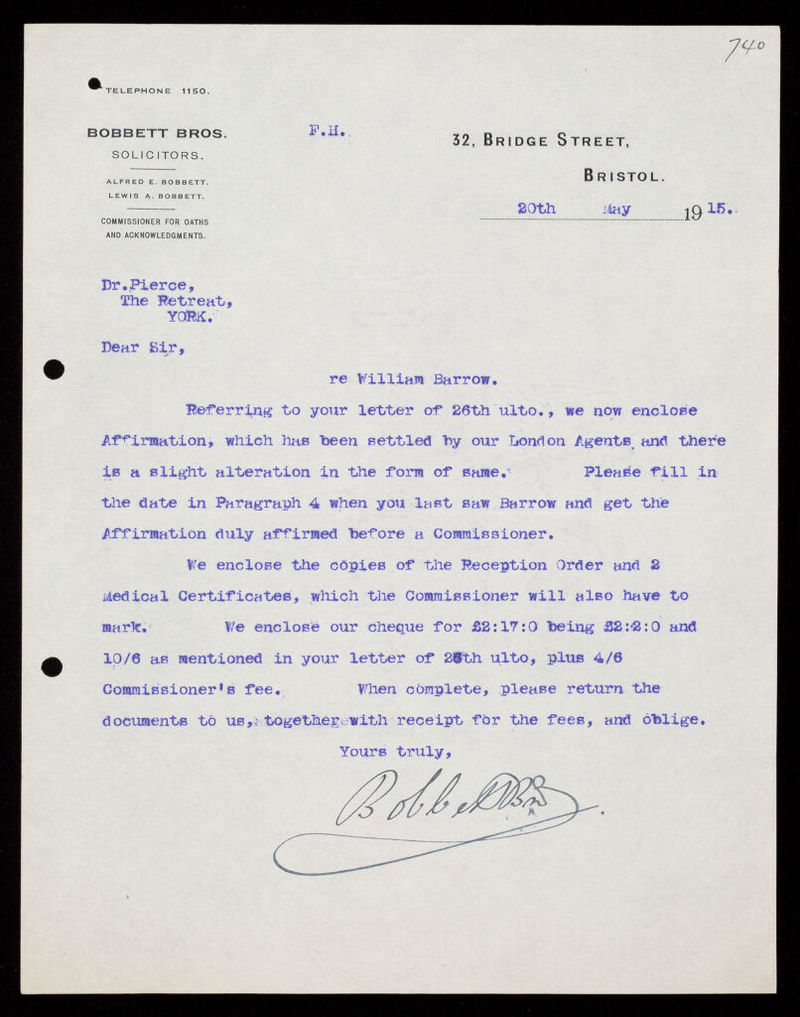 740
TELEPHONE 1150.
BOBBETT BROS.
SOLICITORS.
ALFRED E. BOBBETT.
LEWIS A. BOBBETT.
COMMISSIONER FOR OATHS
AND ACKNOWLEDGMENTS.
F.H.
32, BRIDGE STREET,
BRISTOL.
20th May 1915.
Dr.Pierce,
The Retreat,
YORK.
Dear Sir,
re William Barrow.
Referring to your letter of 26th ulto., we now enclose
Affirmation, which has been settled by our London Agents and there
is a slight alteration in the form of same. Please fill in
the date in Paragraph 4 when you last saw Barrow and get the
Affirmation duly affirmed before a Commissioner.
We enclose the copies of the Reception Order and 2
Medical Certificates, which the Commissioner will also have to
mark. We enclose our cheque for £2:17:0 being £2:2:0 and
10/6 as mentioned in your letter of ulto, plus 4/6
Commissioner's fee. When complete, please return the
documents to us, together with receipt for the fees, and oblige.
Yours truly,
Bobbett Bros